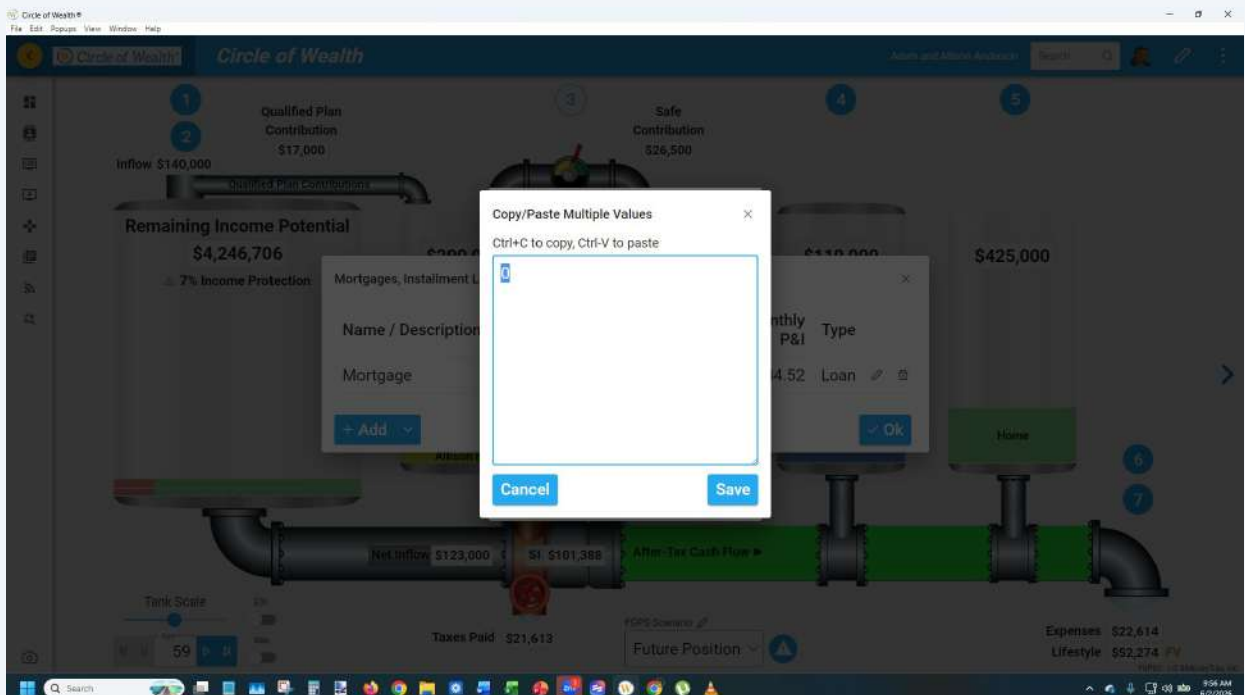 Circle of Wealth®
File Edit Popups View Window Help
Circle of Wealth®
Circle of Wealth
Adam and Allison Anderson
Search
1
2
3
4
5
Qualified Plan
Contribution
$17,000
Safe
Contribution
$26,500
Inflow $140,000
Qualified Plan Contributions
Remaining Income Potential
$4,246,706
7% Income Protection
$425,000
Copy/Paste Multiple Values
Ctrl+C to copy, Ctrl-V to paste
0
Cancel
Save
Mortgages, Installment L
Name / Description
nthly
P&I
Type
Mortgage
4.52
Loan
+ Add
Ok
Home
6
7
Net Inflow $123,000
SI $101,388
After-Tax Cash Flow
Tank Scale
59
Taxes Paid $21,613
Future Position
Expenses $22,614
Lifestyle $92,274 FV
Search
9:56 AM